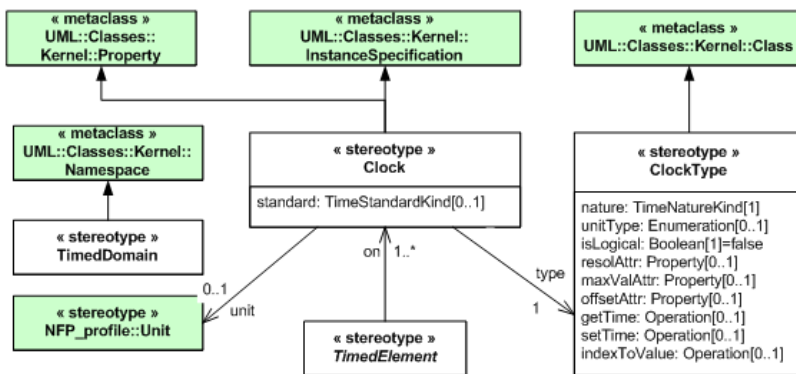 « metaclass »
UML::Classes::
Kernel::Property
« metaclass »
UML::Classes::Kernel::
InstanceSpecification
« metaclass »
UML::Classes::Kernel::Class
« metaclass »
UML::Classes::Kernel::
Namespace
« stereotype »
Clock
standard: TimeStandardKind[0..1]
« stereotype »
ClockType
nature: TimeNatureKind[1]
unitType: Enumeration[0..1]
isLogical: Boolean[1]=false
resolAttr: Property[0..1]
maxValAttr: Property[0..1]
offsetAttr: Property[0..1]
getTime: Operation[0..1]
setTime: Operation[0..1]
indexToValue: Operation[0..1]
« stereotype »
TimedDomain
on
1..*
type
1
0..1
unit
« stereotype »
NFP_profile::Unit
« stereotype »
TimedElement